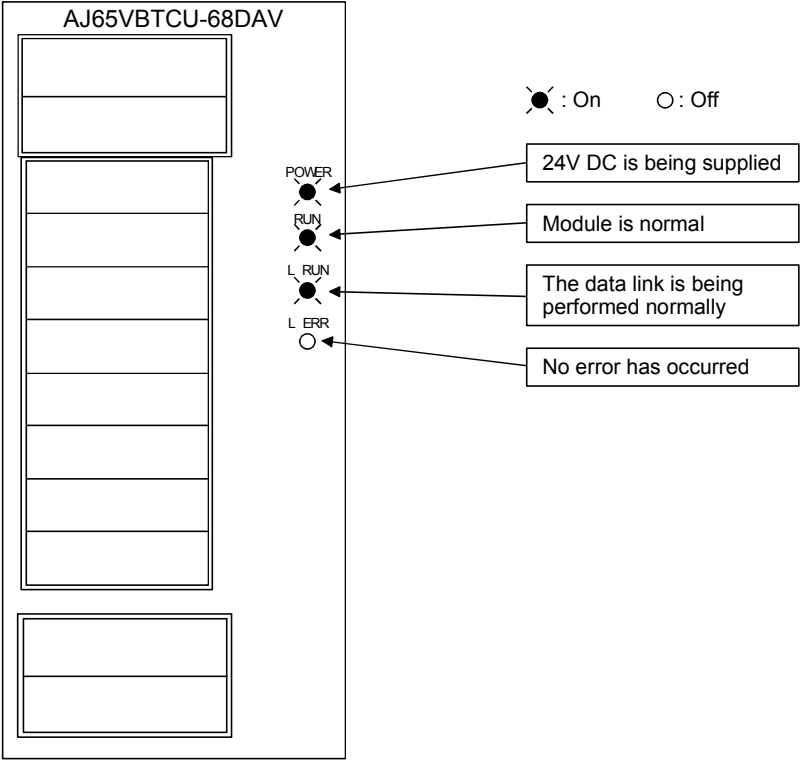 AJ65VBTCU-68DAV
: On
: Off
POWER
24V DC is being supplied
RUN
Module is normal
L RUN
The data link is being
performed normally
L ERR
No error has occurred